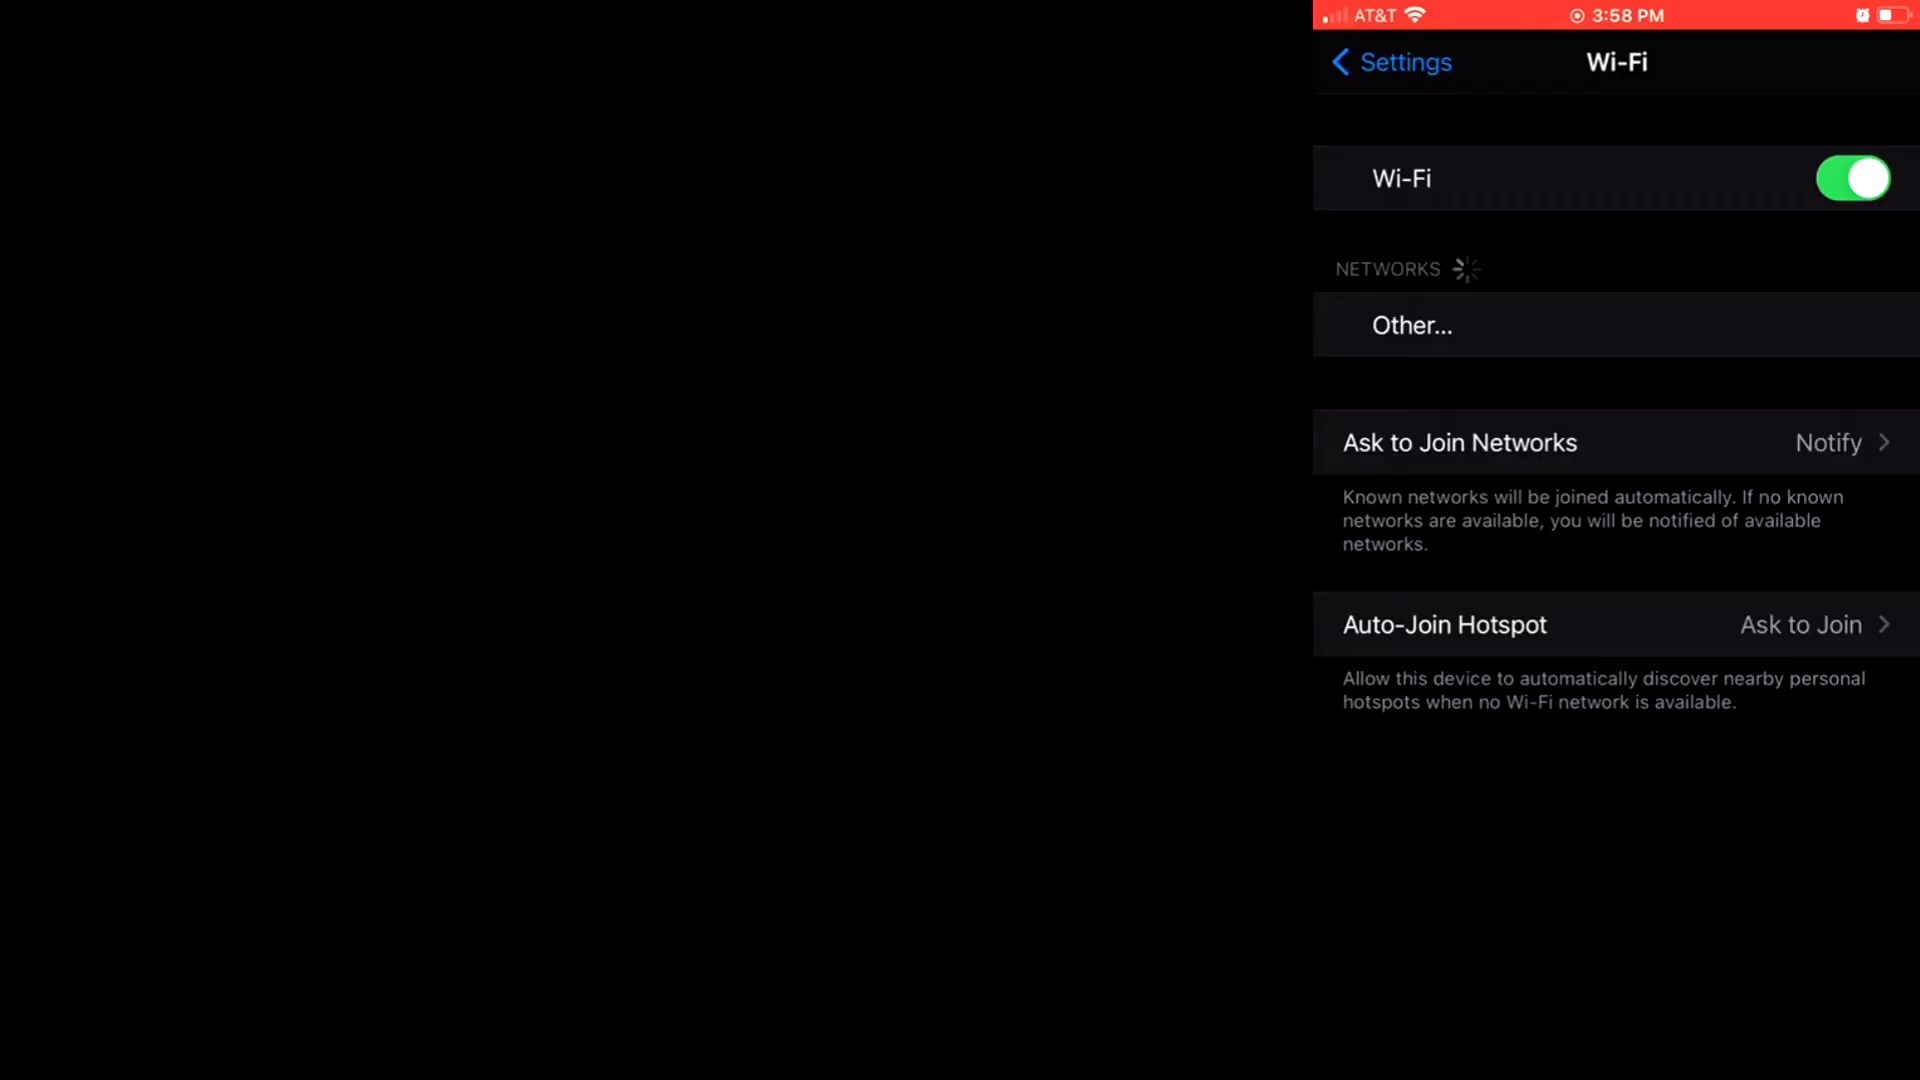 AT&T 3:58 PM
Settings Wi-Fi
Wi-Fi
NETWORKS
Other...
Ask to Join Networks Notify
Known networks will be joined automatically. If no known
networks are available, you will be notified of available
networks.
Auto-Join Hotspot Ask to Join
Allow this device to automatically discover nearby personal
hotspots when no Wi-Fi network is available.